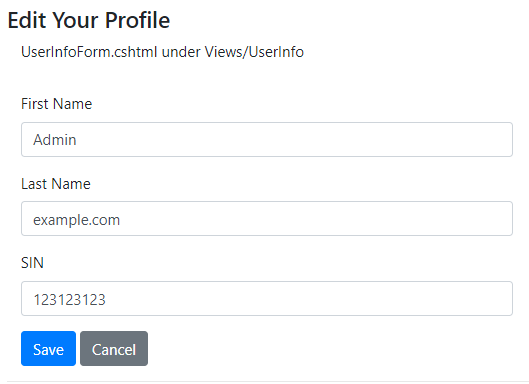 Edit Your Profile
UserInfoForm.cshtml under Views/UserInfo
First Name
Admin
Last Name
example.com
SIN
123123123
Save Cancel